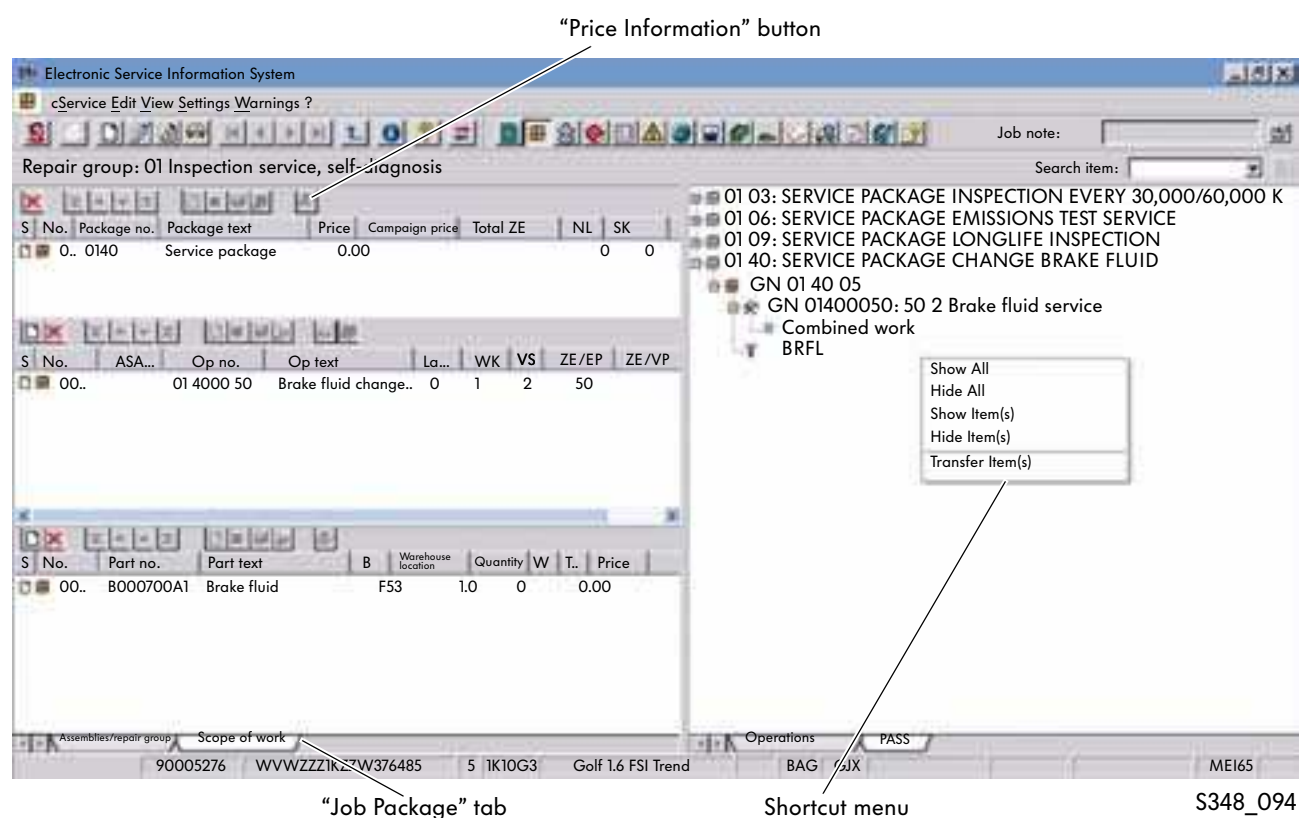 “Price Information” button
Electronic Service Information System
cService Edit View Settings Warnings ?
Job note:
Repair group: 01 Inspection service, self-diagnosis
Search item:
S No. Package no. Package text Price Campaign price Total ZE NL SK
0.. 0140 Service package 0.00 0 0
S No. ASA... Op no. Op text La... WK VS ZE/EP ZE/VP
00.. 01 4000 50 Brake fluid change.. 0 1 2 50
S No. Part no. Part text B Warehouse location Quantity W T.. Price
00.. B000700A1 Brake fluid F53 1.0 0 0.00
Assemblies/repair group Scope of work
01 03: SERVICE PACKAGE INSPECTION EVERY 30,000/60,000 K
01 06: SERVICE PACKAGE EMISSIONS TEST SERVICE
01 09: SERVICE PACKAGE LONGLIFE INSPECTION
01 40: SERVICE PACKAGE CHANGE BRAKE FLUID
GN 01 40 05
GN 01400050: 50 2 Brake fluid service
Combined work
BRFL
Show All
Hide All
Show Item(s)
Hide Item(s)
Transfer Item(s)
Operations PASS
90005276 WVWZZZ1KZ7W376485 5 1K10G3 Golf 1.6 FSI Trend BAG GJX MEI65
“Job Package” tab
Shortcut menu
S348_094